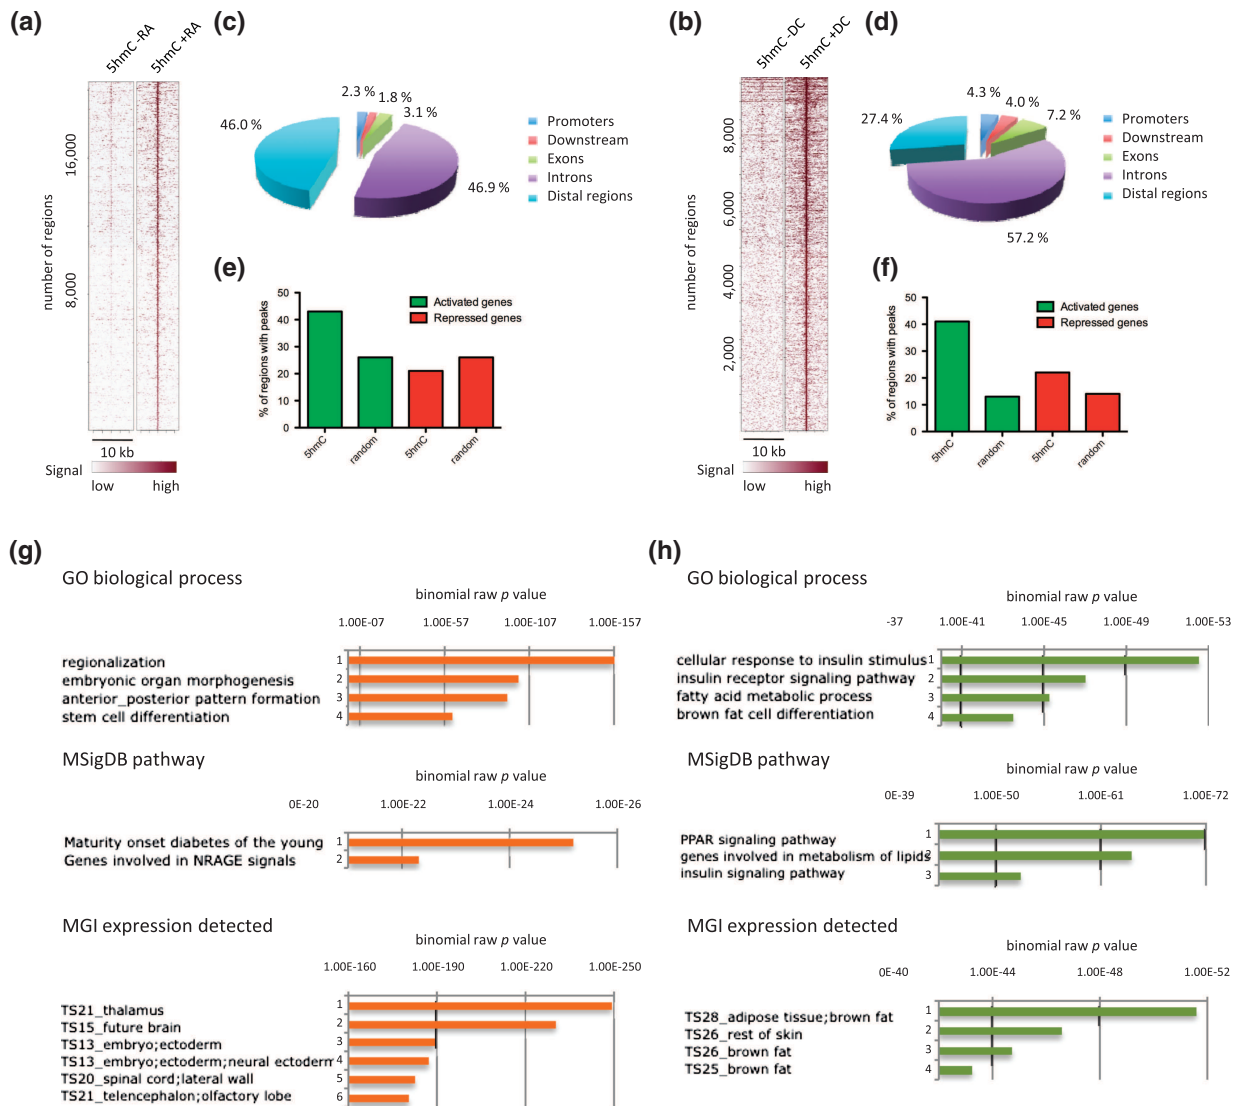 (a)
5hmC -RA
5hmC +RA
number of regions
16,000
8,000
10 kb
Signal
low high
(c)
2.3 %
1.8 %
3.1 %
46.9 %
46.0 %
Promoters
Downstream
Exons
Introns
Distal regions
(e)
% of regions with peaks
50
40
30
20
10
0
Activated genes
Repressed genes
5hmC random 5hmC random
(b)
5hmC -DC
5hmC +DC
number of regions
8,000
6,000
4,000
2,000
10 kb
Signal
low high
(d)
4.3 %
4.0 %
7.2 %
57.2 %
27.4 %
Promoters
Downstream
Exons
Introns
Distal regions
(f)
% of regions with peaks
50
40
30
20
10
0
Activated genes
Repressed genes
5hmC random 5hmC random
(g)
GO biological process
binomial raw p value
1.00E-07 1.00E-57 1.00E-107 1.00E-157
regionalization 1
embryonic organ morphogenesis 2
anterior_posterior pattern formation 3
stem cell differentiation 4
MSigDB pathway
binomial raw p value
0E-20 1.00E-22 1.00E-24 1.00E-26
Maturity onset diabetes of the young 1
Genes involved in NRAGE signals 2
MGI expression detected
binomial raw p value
1.00E-160 1.00E-190 1.00E-220 1.00E-250
TS21_thalamus 1
TS15_future brain 2
TS13_embryo;ectoderm 3
TS13_embryo;ectoderm;neural ectoderm 4
TS20_spinal cord;lateral wall 5
TS21_telencephalon;olfactory lobe 6
(h)
GO biological process
binomial raw p value
-37 1.00E-41 1.00E-45 1.00E-49 1.00E-53
cellular response to insulin stimulus 1
insulin receptor signaling pathway 2
fatty acid metabolic process 3
brown fat cell differentiation 4
MSigDB pathway
binomial raw p value
0E-39 1.00E-50 1.00E-61 1.00E-72
PPAR signaling pathway 1
genes involved in metabolism of lipids 2
insulin signaling pathway 3
MGI expression detected
binomial raw p value
0E-40 1.00E-44 1.00E-48 1.00E-52
TS28_adipose tissue;brown fat 1
TS26_rest of skin 2
TS26_brown fat 3
TS25_brown fat 4